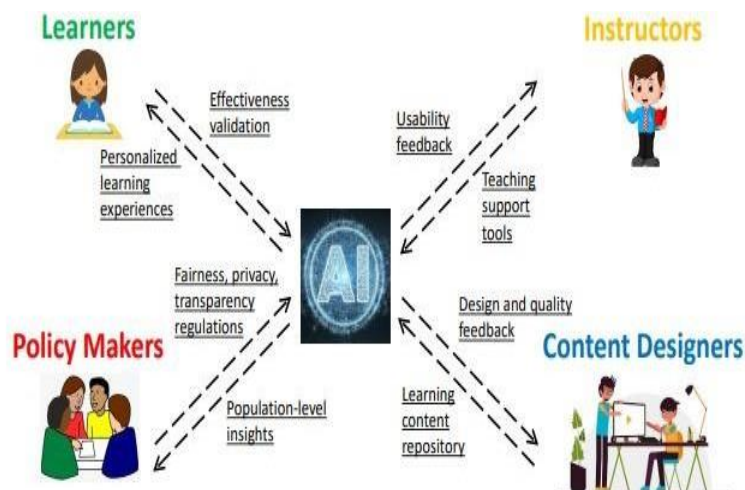 Learners
Instructors
Effectiveness
validation
Personalized
learning
experiences
Usability
feedback
Teaching
support
tools
AI
Fairness, privacy,
transparency
regulations
Policy Makers
Population-level
insights
Design and quality
feedback
Content Designers
Learning
content
repository